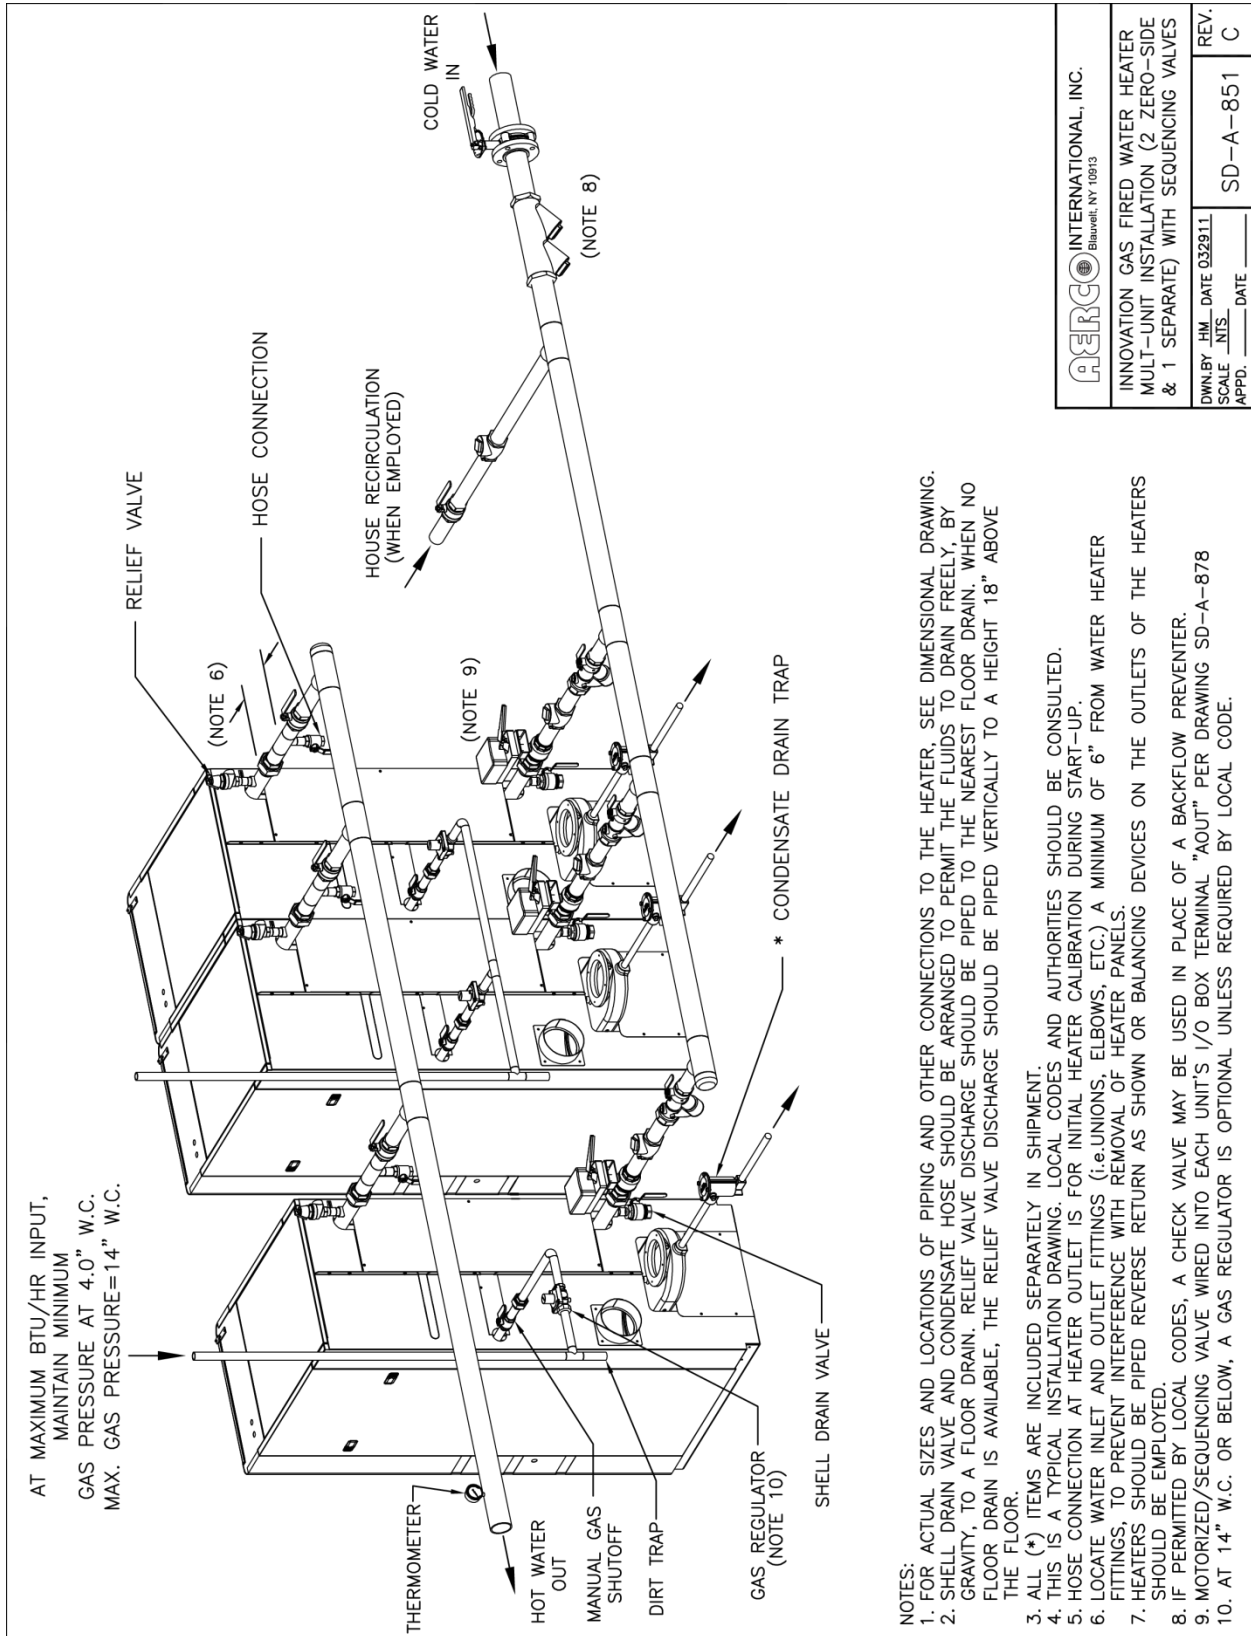 AT MAXIMUM BTU/HR INPUT,
MAINTAIN MINIMUM
GAS PRESSURE AT 4.0" W.C.
MAX. GAS PRESSURE=14" W.C.
RELIEF VALVE
(NOTE 6)
HOSE CONNECTION
HOUSE RECIRCULATION
(WHEN EMPLOYED)
COLD WATER
IN
(NOTE 8)
(NOTE 9)
THERMOMETER
HOT WATER
OUT
MANUAL GAS
SHUTOFF
DIRT TRAP
GAS REGULATOR
(NOTE 10)
SHELL DRAIN VALVE
* CONDENSATE DRAIN TRAP
NOTES:
1. FOR ACTUAL SIZES AND LOCATIONS OF PIPING AND OTHER CONNECTIONS TO THE HEATER, SEE DIMENSIONAL DRAWING.
2. SHELL DRAIN VALVE AND CONDENSATE HOSE SHOULD BE ARRANGED TO PERMIT THE FLUIDS TO DRAIN FREELY, BY
GRAVITY, TO A FLOOR DRAIN. RELIEF VALVE DISCHARGE SHOULD BE PIPED TO THE NEAREST FLOOR DRAIN. WHEN NO
FLOOR DRAIN IS AVAILABLE, THE RELIEF VALVE DISCHARGE SHOULD BE PIPED VERTICALLY TO A HEIGHT 18" ABOVE
THE FLOOR.
3. ALL (*) ITEMS ARE INCLUDED SEPARATELY IN SHIPMENT.
4. THIS IS A TYPICAL INSTALLATION DRAWING. LOCAL CODES AND AUTHORITIES SHOULD BE CONSULTED.
5. HOSE CONNECTION AT HEATER OUTLET IS FOR INITIAL HEATER CALIBRATION DURING START-UP.
6. LOCATE WATER INLET AND OUTLET FITTINGS (i.e.UNIONS, ELBOWS, ETC.) A MINIMUM OF 6" FROM WATER HEATER
FITTINGS, TO PREVENT INTERFERENCE WITH REMOVAL OF HEATER PANELS.
7. HEATERS SHOULD BE PIPED REVERSE RETURN AS SHOWN OR BALANCING DEVICES ON THE OUTLETS OF THE HEATERS
SHOULD BE EMPLOYED.
8. IF PERMITTED BY LOCAL CODES, A CHECK VALVE MAY BE USED IN PLACE OF A BACKFLOW PREVENTER.
9. MOTORIZED/SEQUENCING VALVE WIRED INTO EACH UNIT'S I/O BOX TERMINAL "AOUT" PER DRAWING SD-A-878
10. AT 14" W.C. OR BELOW, A GAS REGULATOR IS OPTIONAL UNLESS REQUIRED BY LOCAL CODE.
AERCO INTERNATIONAL, INC.
Blauvelt, NY 10913
INNOVATION GAS FIRED WATER HEATER
MULT-UNIT INSTALLATION (2 ZERO-SIDE
& 1 SEPARATE) WITH SEQUENCING VALVES
DWN.BY HM DATE 032911
SCALE NTS
APPD. DATE
SD-A-851
REV.
C